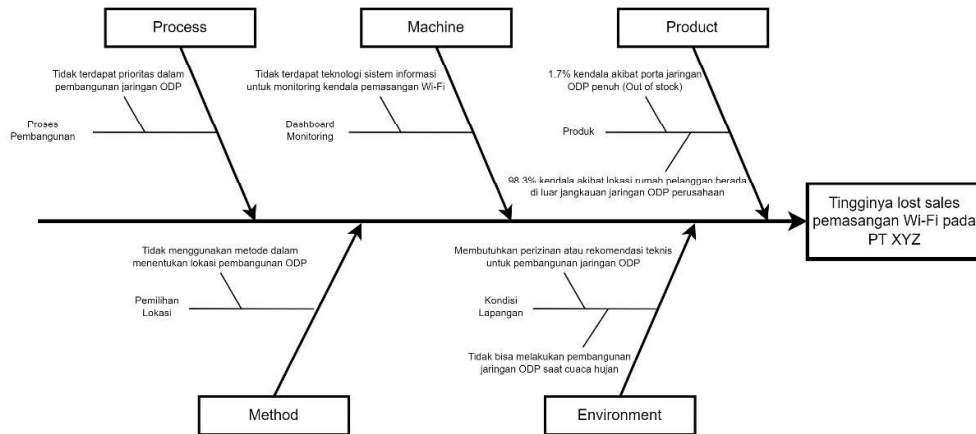 Process
Machine
Product
Tidak terdapat prioritas dalam
pembangunan jaringan ODP
Proses
Pembangunan
Tidak terdapat teknologi sistem informasi
untuk monitoring kendala pemasangan Wi-Fi
Dashboard
Monitoring
1.7% kendala akibat porta jaringan
ODP penuh (Out of stock)
Produk
98.3% kendala akibat lokasi rumah pelanggan berada
di luar jangkauan jaringan ODP perusahaan
Tingginya lost sales
pemasangan Wi-Fi pada
PT XYZ
Tidak menggunakan metode dalam
menentukan lokasi pembangunan ODP
Pemilihan
Lokasi
Membutuhkan perizinan atau rekomendasi teknis
untuk pembangunan jaringan ODP
Kondisi
Lapangan
Tidak bisa melakukan pembangunan
jaringan ODP saat cuaca hujan
Method
Environment